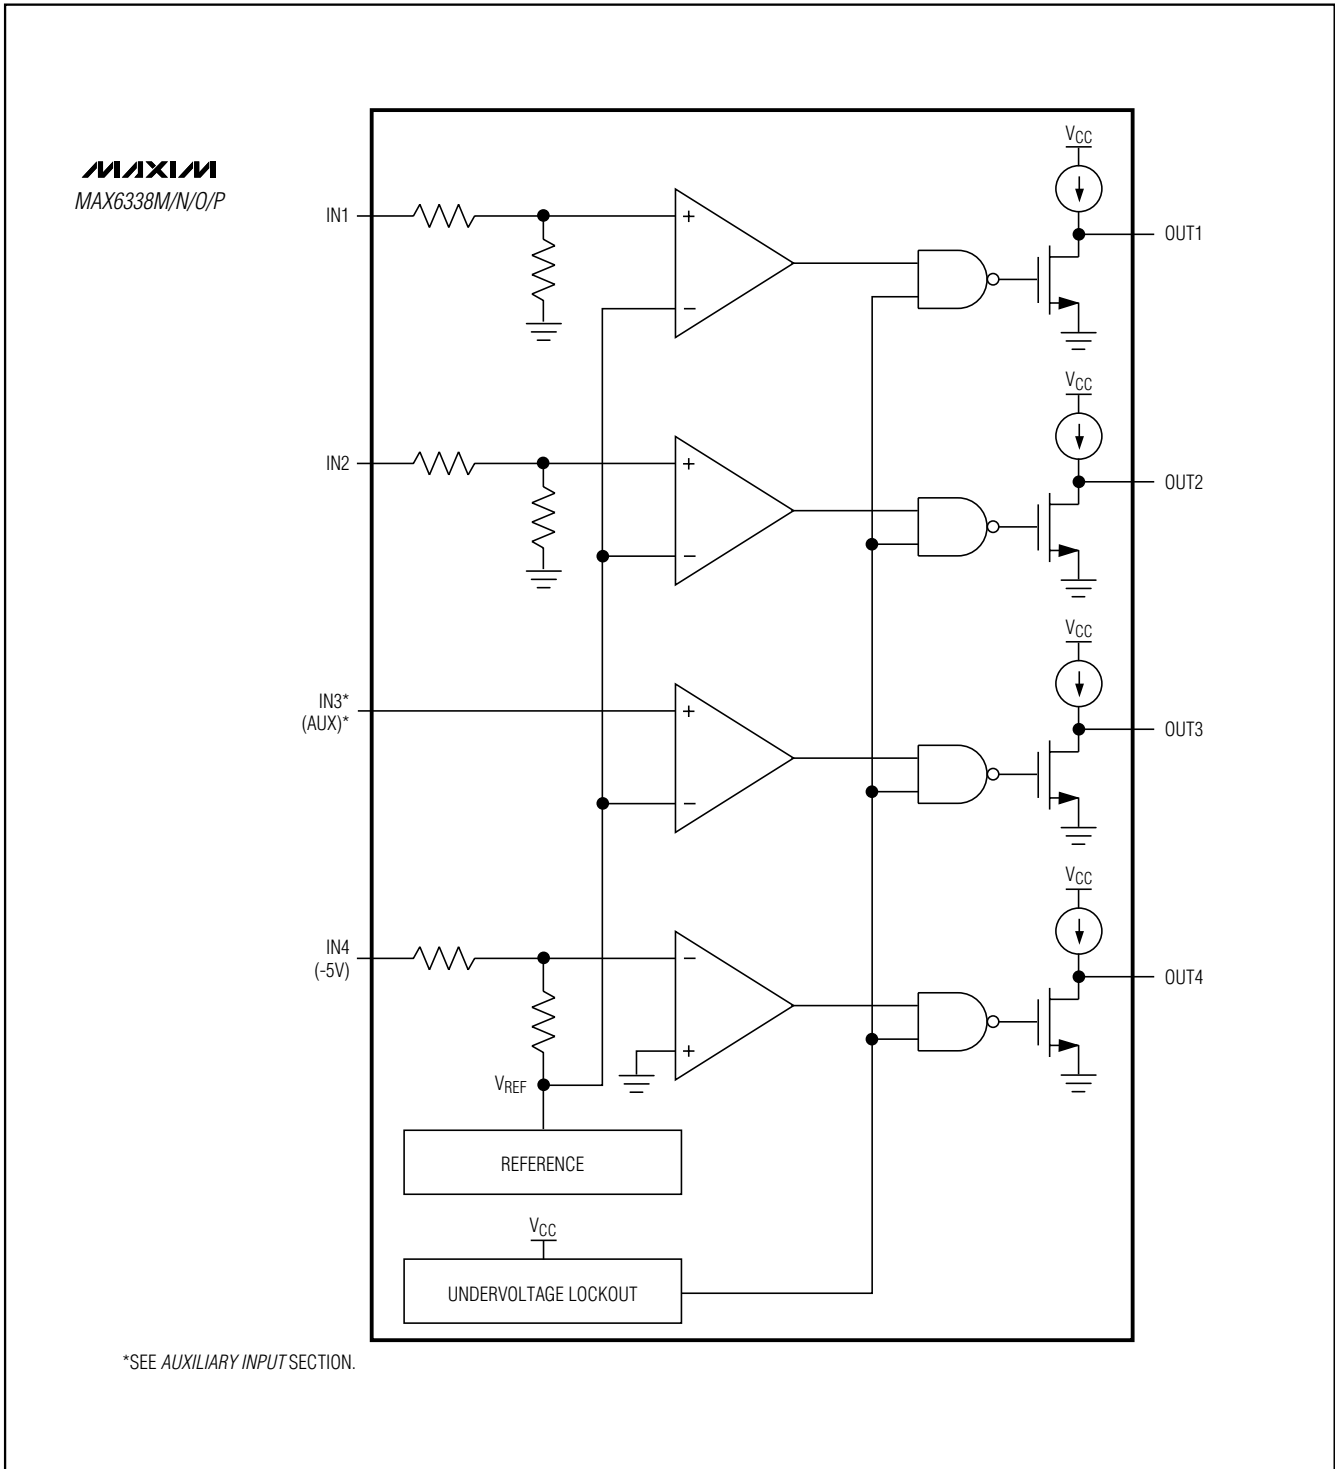 MAXIM
MAX6338M/N/O/P
VCC
IN1
+
OUT1
−
VCC
IN2
+
OUT2
−
VCC
IN3*
(AUX)*
+
OUT3
−
VCC
IN4
(-5V)
−
OUT4
+
VREF
REFERENCE
VCC
UNDERVOLTAGE LOCKOUT
*SEE AUXILIARY INPUT SECTION.